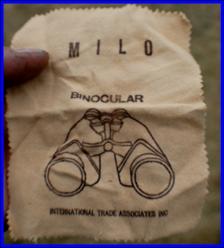 MILO
BINOCULAR
INTERNATIONAL TRADE ASSOCIATES INC